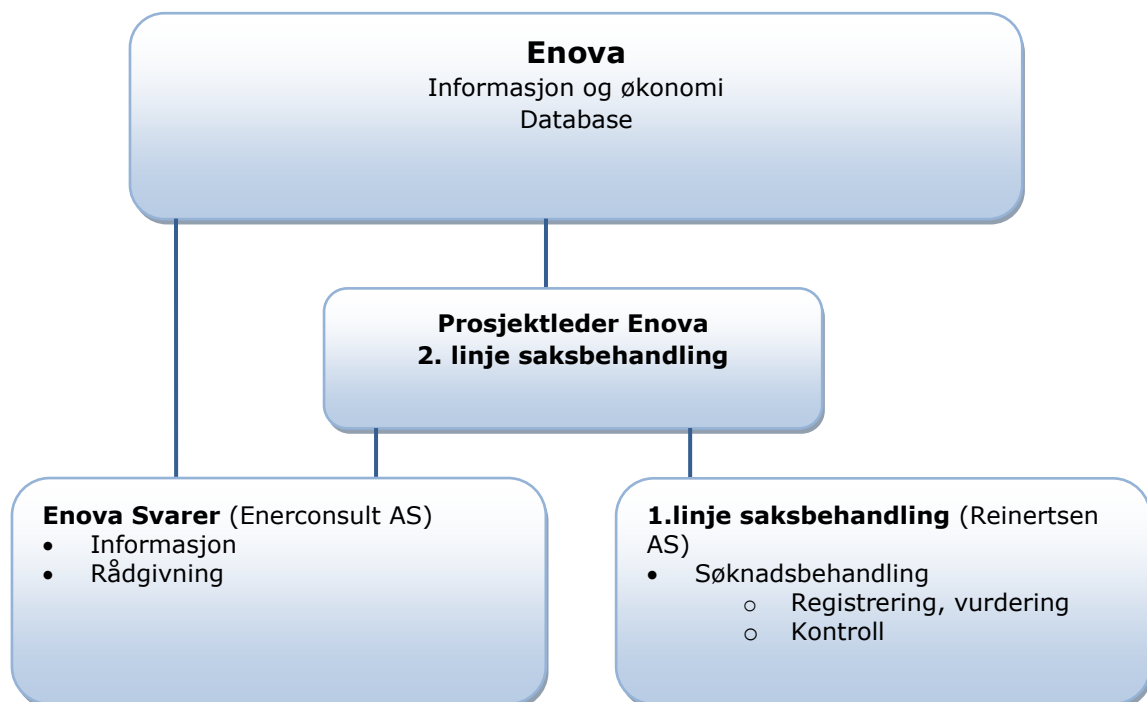 Enova
Informasjon og økonomi
Database
Prosjektleder Enova
2. linje saksbehandling
Enova Svarer (Enerconsult AS)
• Informasjon
• Rådgivning
1.linje saksbehandling (Reinertsen
AS)
• Søknadsbehandling
o Registrering, vurdering
o Kontroll